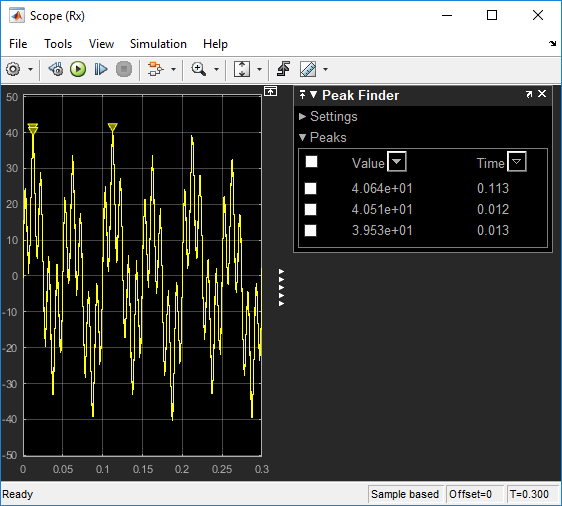 Scope (Rx)
File Tools View Simulation Help
50
40
30
20
10
0
-10
-20
-30
-40
-50
0 0.05 0.1 0.15 0.2 0.25 0.3
Peak Finder
Settings
Peaks
Value Time
4.064e+01 0.113
4.051e+01 0.012
3.953e+01 0.013
Ready Sample based Offset=0 T=0.300